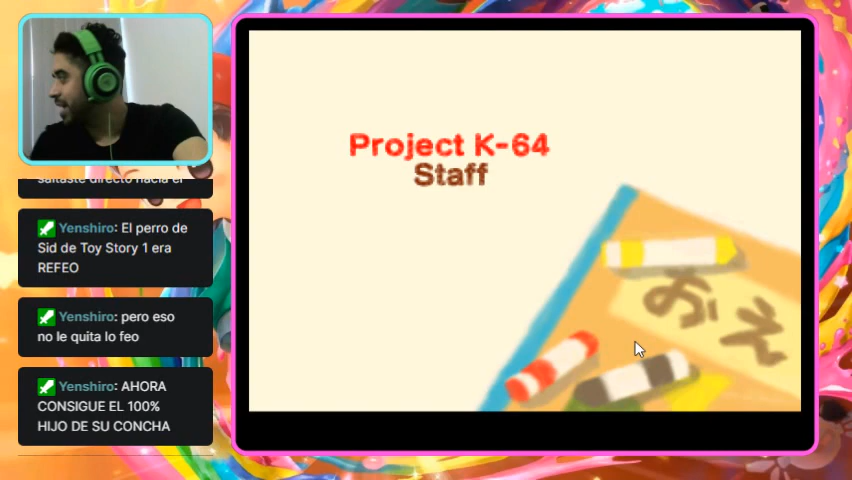 saltaste directo hacia el
Yenshiro: El perro de
Sid de Toy Story 1 era
REFEO
Yenshiro: pero eso
no le quita lo feo
Yenshiro: AHORA
CONSIGUE EL 100%
HIJO DE SU CONCHA
Project K-64
Staff
おえ